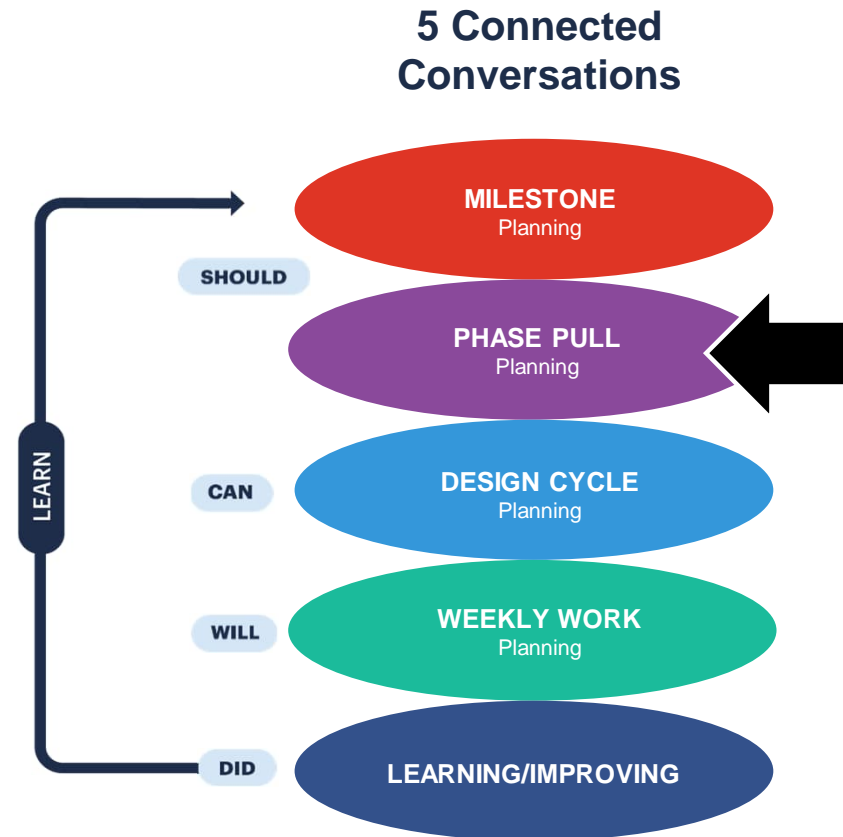 5 Connected
Conversations
MILESTONE
Planning
SHOULD
PHASE PULL
Planning
LEARN
CAN
DESIGN CYCLE
Planning
WILL
WEEKLY WORK
Planning
DID
LEARNING/IMPROVING